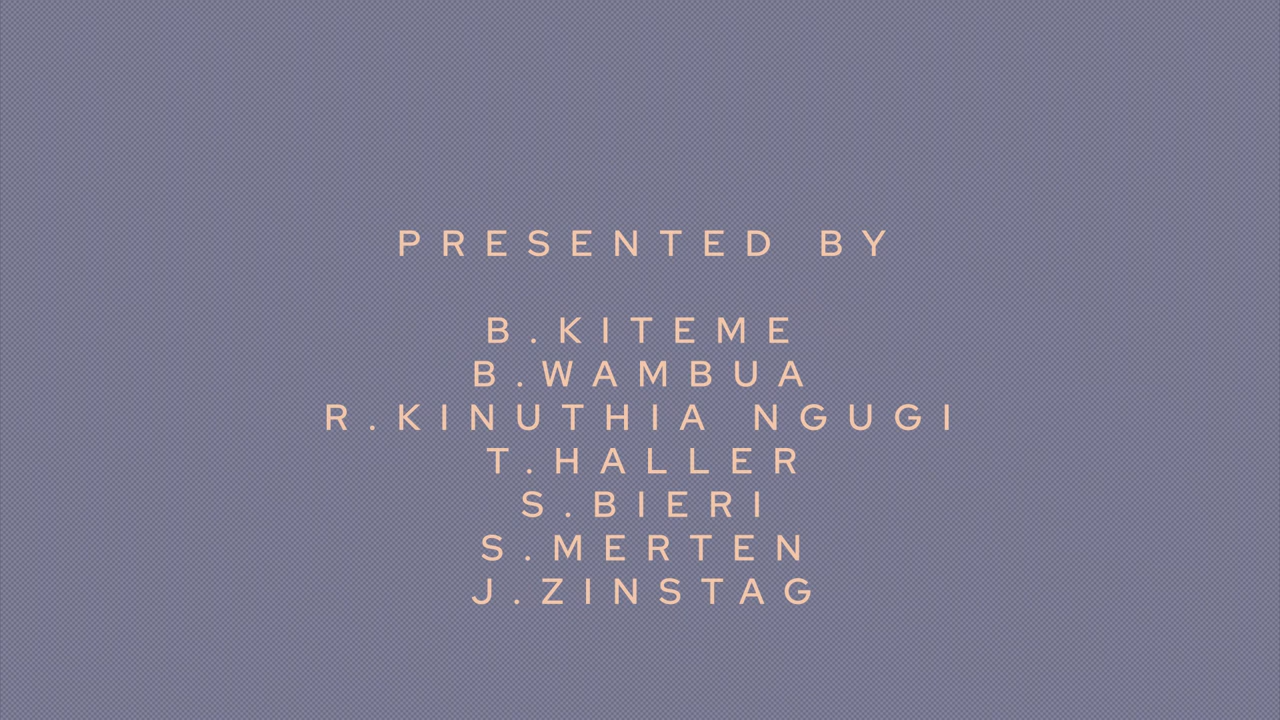 PRESENTED BY
B.KITEME
B.WAMBUA
R.KINUTHIA NGUGI
T.HALLER
S.BIERI
S.MERTEN
J.ZINSTAG